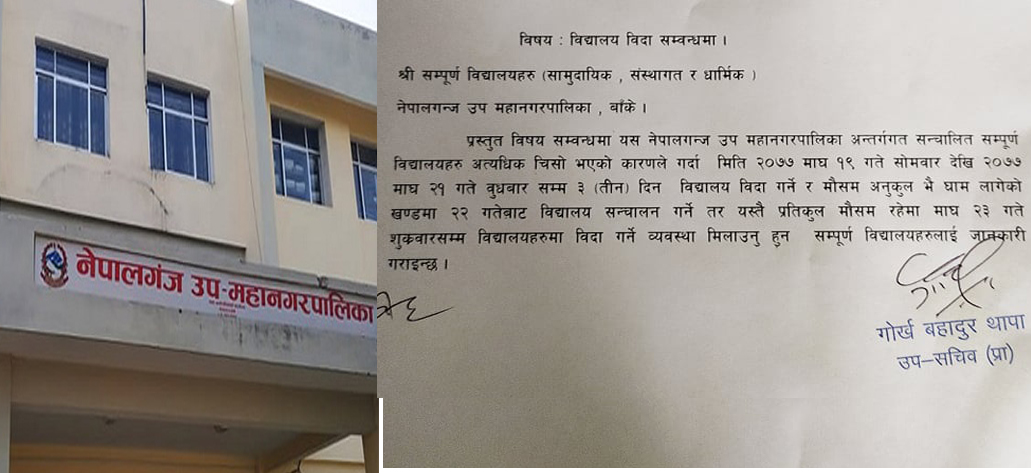 नेपालगंज उप-महानगरपालिका
विषय : विद्यालय विदा सम्वन्धमा ।
श्री सम्पूर्ण विद्यालयहरु (सामुदायिक , संस्थागत र धार्मिक )
नेपालगन्ज उप महानगरपालिका , बाँके ।
प्रस्तुत विषय सम्वन्धमा यस नेपालगन्ज उप महानगरपालिका अन्तर्गगत सन्चालित सम्पूर्ण
विद्यालयहरु अत्यधिक चिसो भएको कारणले गर्दा मिति २०७७ माघ १९ गते सोमवार देखि २०७७
माघ २१ गते वुधबार सम्म ३ (तीन) दिन विद्यालय विदा गर्ने र मौसम अनुकुल भै घाम लागेको
खण्डमा २२ गतेबाट विद्यालय सन्चालन गर्ने तर यस्तै प्रतिकुल मौसम रहेमा माघ २३ गते
शुकवारसम्म विद्यालयहरुमा विदा गर्ने व्यवस्था मिलाउनु हुन सम्पूर्ण विद्यालयहरुलाई जानकारी
गराइन्छ ।
गोर्ख बहादुर थापा
उप-सचिव (प्रा)